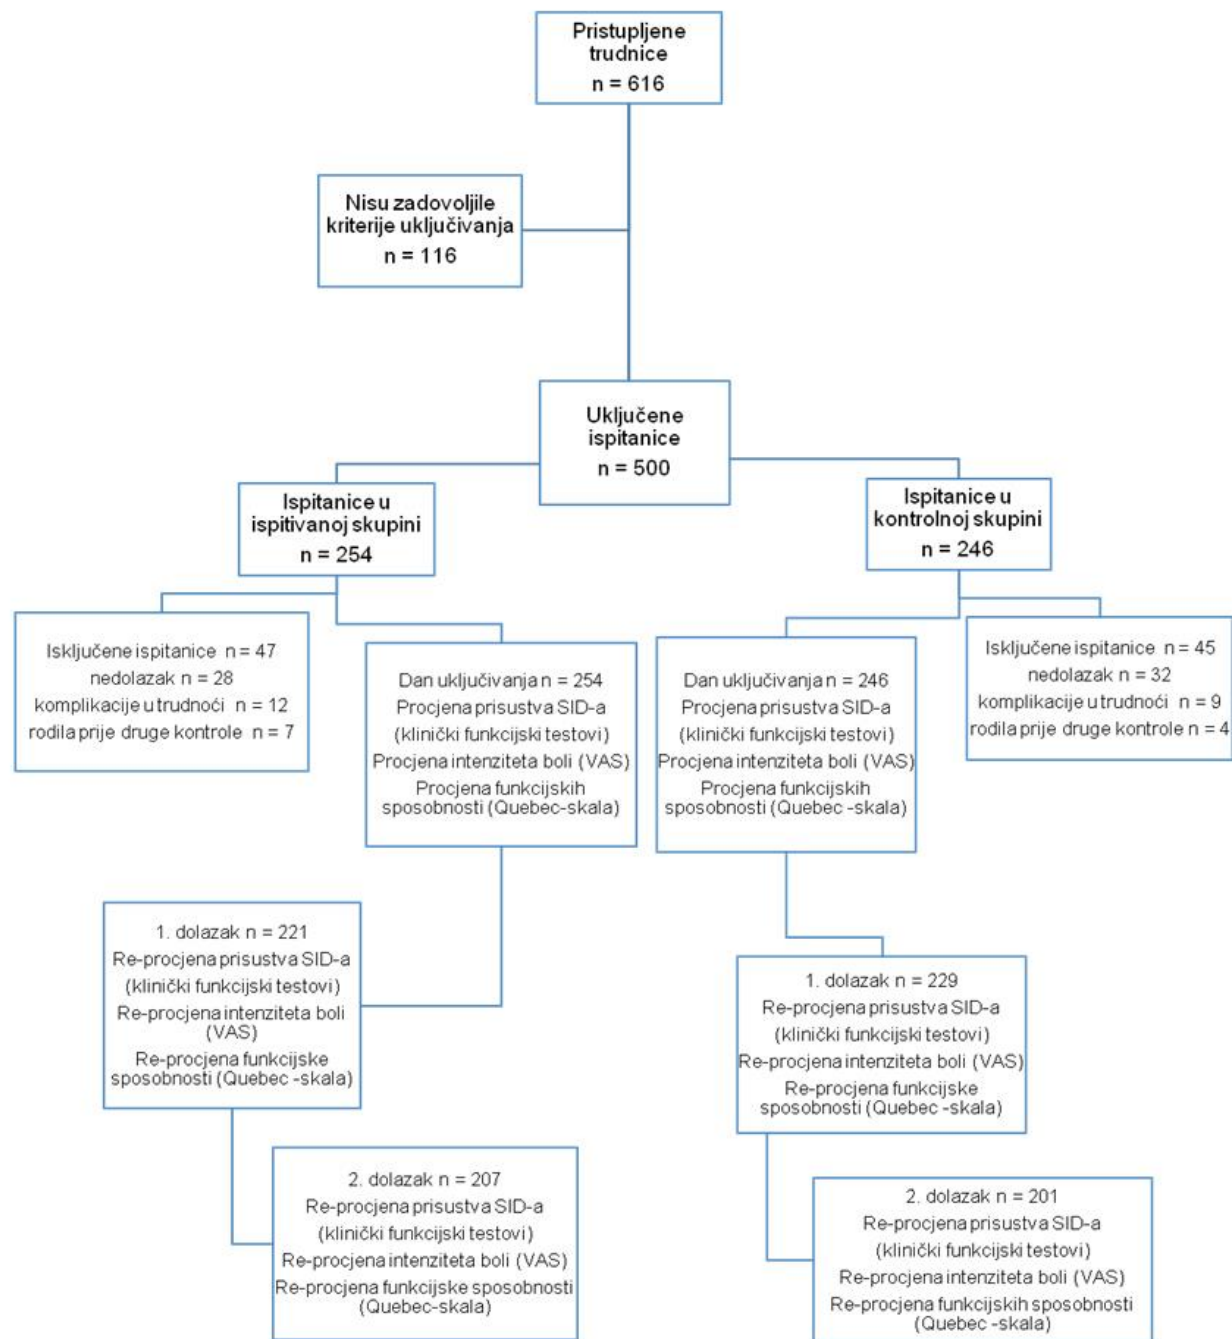 Pristupljene
trudnice
n = 616
Nisu zadovoljile
kriterije uključivanja
n = 116
Uključene
ispitanice
n = 500
Ispitanice u
ispitivanoj skupini
n = 254
Ispitanice u
kontrolnoj skupini
n = 246
Isključene ispitanice n = 47
nedolazak n = 28
komplikacije u trudnoći n = 12
rodila prije druge kontrole n = 7
Dan uključivanja n = 254
Procjena prisustva SID-a
(klinički funkcijski testovi)
Procjena intenziteta boli (VAS)
Procjena funkcijskih
sposobnosti (Quebec-skala)
Dan uključivanja n = 246
Procjena prisustva SID-a
(klinički funkcijski testovi)
Procjena intenziteta boli (VAS)
Procjena funkcijskih
sposobnosti (Quebec -skala)
Isključene ispitanice n = 45
nedolazak n = 32
komplikacije u trudnoći n = 9
rodila prije druge kontrole n = 4
1. dolazak n = 221
Re-procjena prisustva SID-a
(klinički funkcijski testovi)
Re-procjena intenziteta boli
(VAS)
Re-procjena funkcijske
sposobnosti (Quebec -skala)
1. dolazak n = 229
Re-procjena prisustva SID-a
(klinički funkcijski testovi)
Re-procjena intenziteta boli (VAS)
Re-procjena funkcijske
sposobnosti (Quebec -skala)
2. dolazak n = 207
Re-procjena prisustva SID-a
(klinički funkcijski testovi)
Re-procjena intenziteta boli (VAS)
Re-procjena funkcijske sposobnosti
(Quebec-skala)
2. dolazak n = 201
Re-procjena prisustva SID-a
(klinički funkcijski testovi)
Re-procjena intenziteta boli (VAS)
Re-procjena funkcijskih sposobnosti
(Quebec -skala)